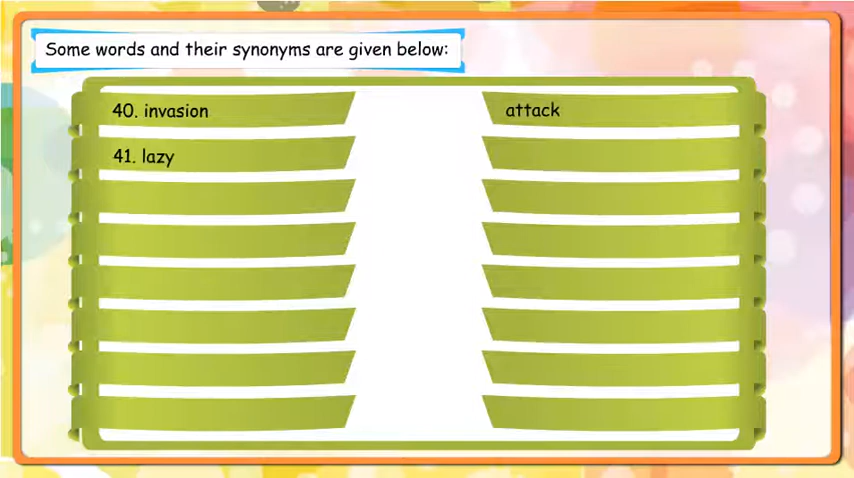 Some words and their synonyms are given below:
40. invasion attack
41. lazy